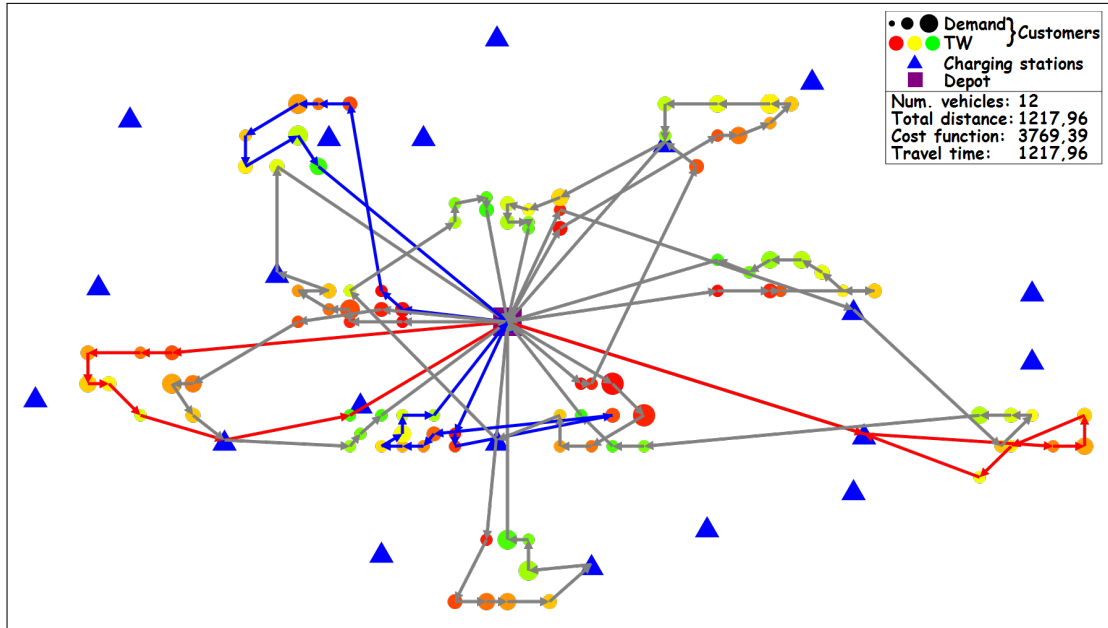 Demand
TW
} Customers
Charging stations
Depot
Num. vehicles: 12
Total distance: 1217,96
Cost function: 3769,39
Travel time: 1217,96